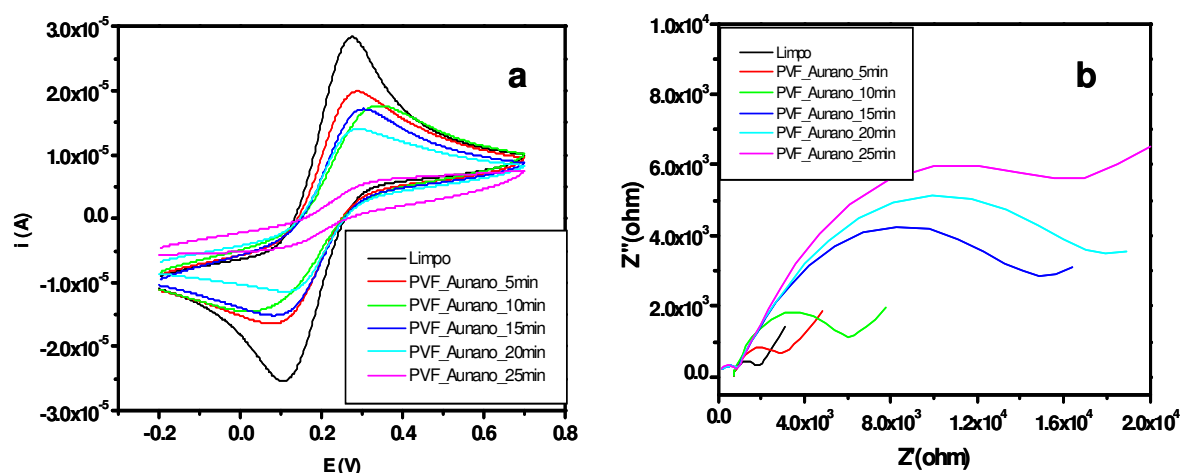 a
3.0x10⁻⁵
2.0x10⁻⁵
1.0x10⁻⁵
0.0
-1.0x10⁻⁵
-2.0x10⁻⁵
-3.0x10⁻⁵
i (A)
-0.2 0.0 0.2 0.4 0.6 0.8
E (V)
Limpo
PVF_Aunano_5min
PVF_Aunano_10min
PVF_Aunano_15min
PVF_Aunano_20min
PVF_Aunano_25min
b
1.0x10⁴
8.0x10³
6.0x10³
4.0x10³
2.0x10³
0.0
Z''(ohm)
0.0 4.0x10³ 8.0x10³ 1.2x10⁴ 1.6x10⁴ 2.0x10⁴
Z'(ohm)
Limpo
PVF_Aunano_5min
PVF_Aunano_10min
PVF_Aunano_15min
PVF_Aunano_20min
PVF_Aunano_25min